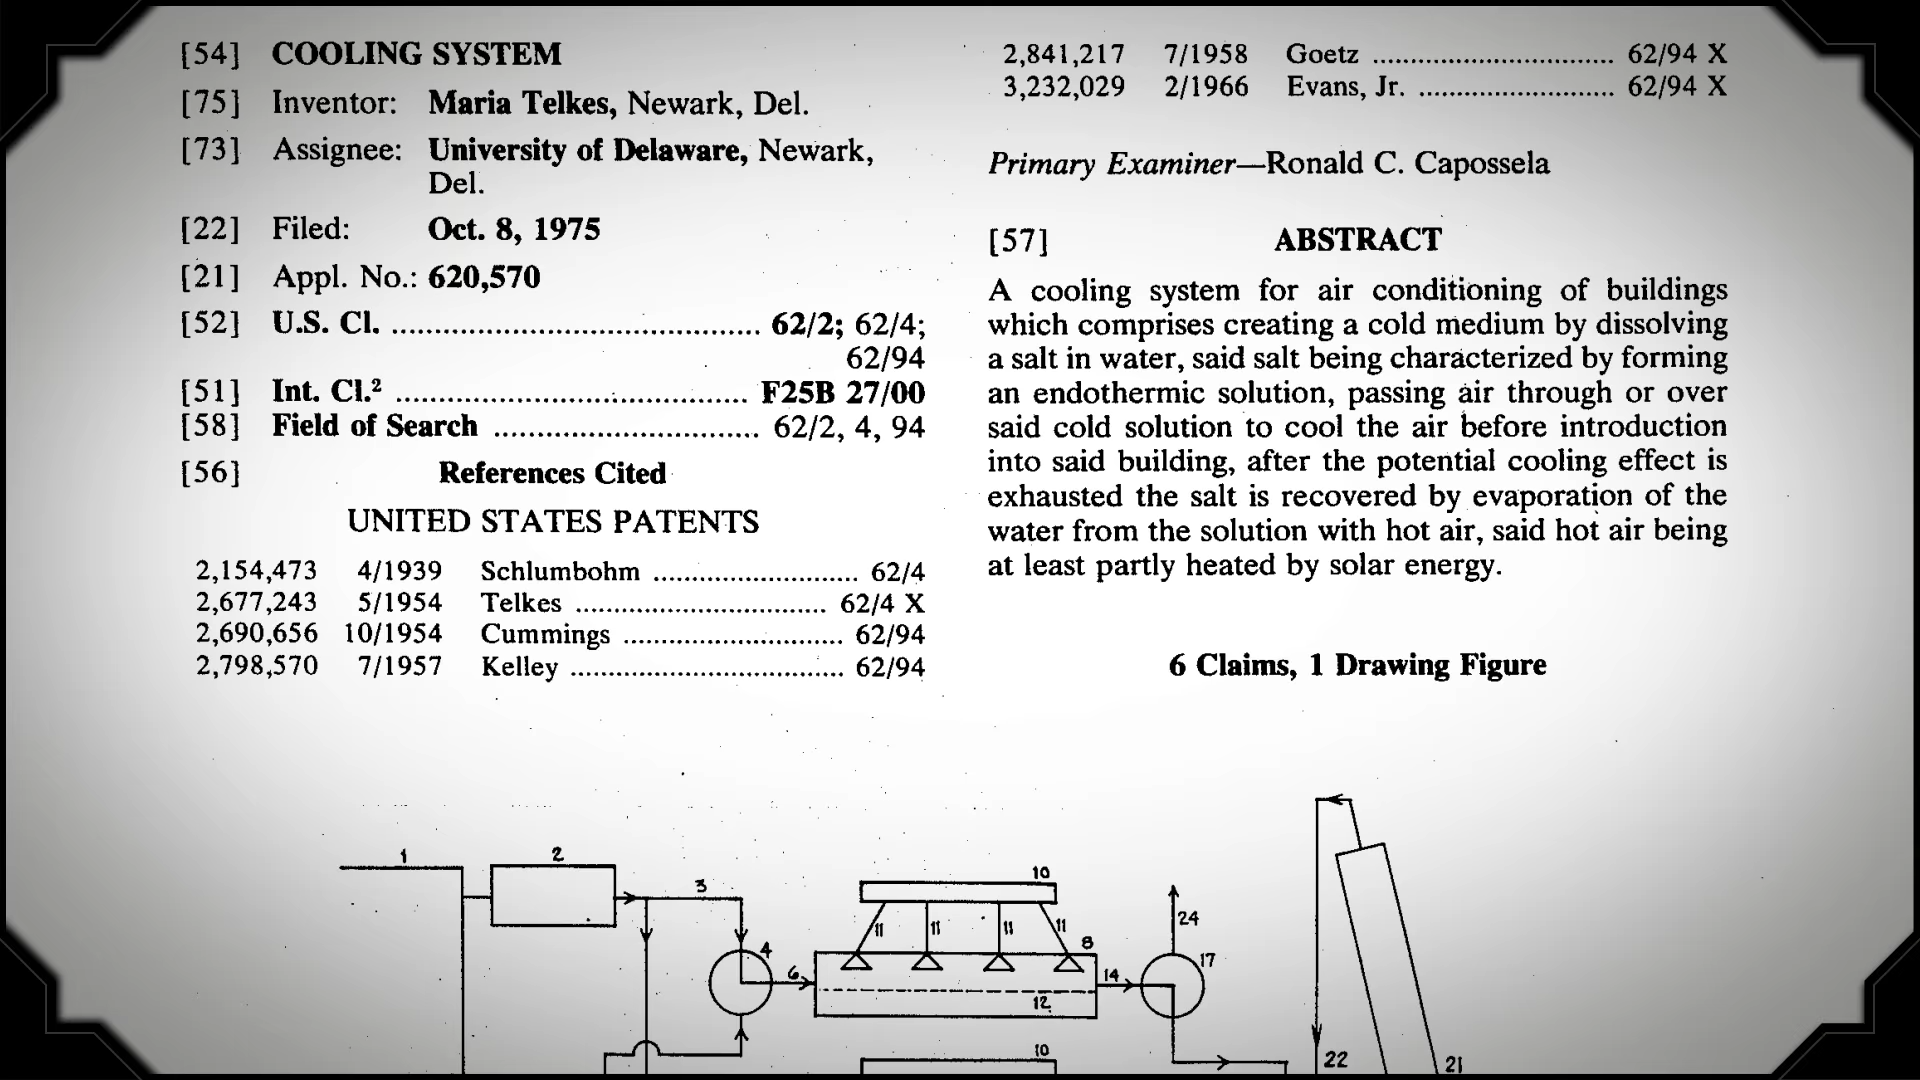 [54] COOLING SYSTEM
[75] Inventor: Maria Telkes, Newark, Del.
[73] Assignee: University of Delaware, Newark,
Del.
[22] Filed: Oct. 8, 1975
[21] Appl. No.: 620,570
[52] U.S. Cl. ........................................ 62/2; 62/4;
62/94
[51] Int. Cl.² ........................................ F25B 27/00
[58] Field of Search ............................... 62/2, 4, 94
[56] References Cited
UNITED STATES PATENTS
2,154,473 4/1939 Schlumbohm ........................... 62/4
2,677,243 5/1954 Telkes ................................. 62/4 X
2,690,656 10/1954 Cummings ............................. 62/94
2,798,570 7/1957 Kelley .................................... 62/94
2,841,217 7/1958 Goetz ................................ 62/94 X
3,232,029 2/1966 Evans, Jr. .......................... 62/94 X
Primary Examiner—Ronald C. Capossela
[57] ABSTRACT
A cooling system for air conditioning of buildings
which comprises creating a cold medium by dissolving
a salt in water, said salt being characterized by forming
an endothermic solution, passing air through or over
said cold solution to cool the air before introduction
into said building, after the potential cooling effect is
exhausted the salt is recovered by evaporation of the
water from the solution with hot air, said hot air being
at least partly heated by solar energy.
6 Claims, 1 Drawing Figure
1
2
3
4
6
10
11 11 11 11
8
12
14
17
24
10
22
21